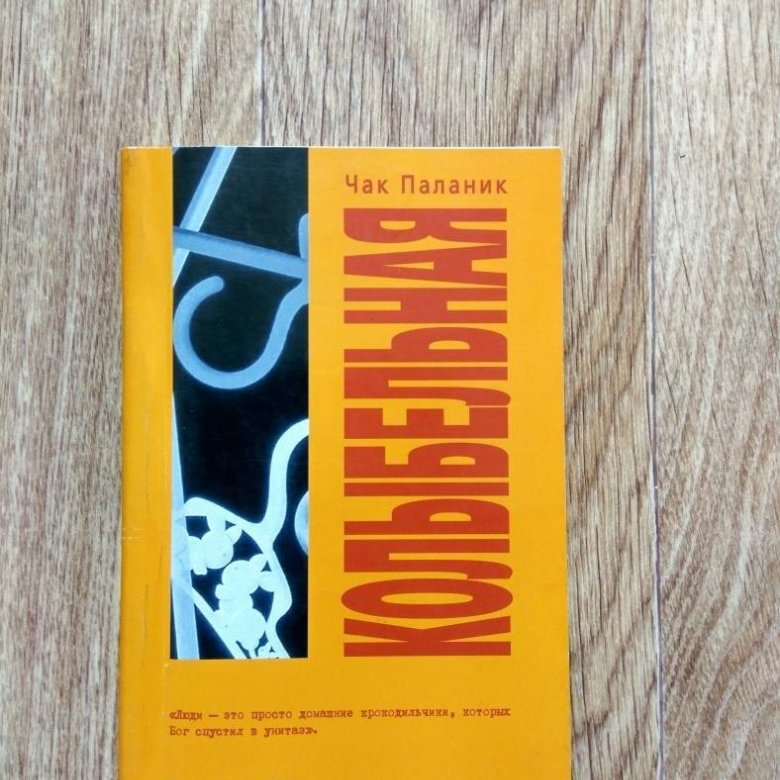 Чак Паланик
КОЛЫБЕЛЬНАЯ
«Люди — это просто домашние крокодильчики, которых
Бог спустил в унитаз».